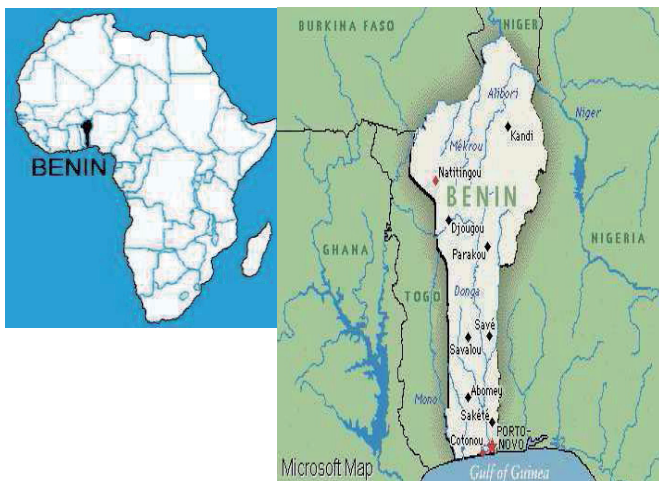 BENIN
BURKINA FASO
NIGER
Alibori
Niger
Kandi
Mékrou
Natitingou
BENIN
Djougou
NIGERIA
Parakou
GHANA
TOGO
Donga
Savé
Savalou
Mono
Abomey
Sakété
PORTO-
NOVO
Cotonou
Microsoft Map
Gulf of Guinea